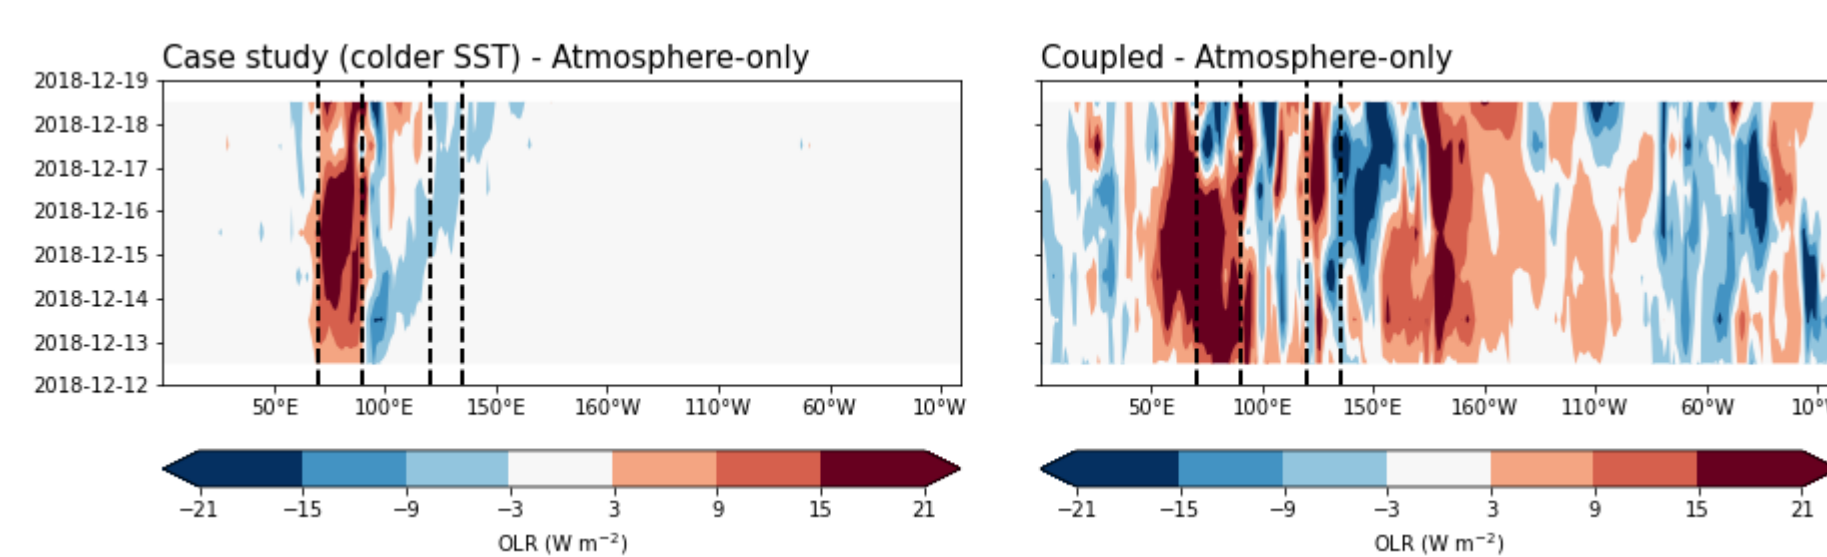 Case study (colder SST) - Atmosphere-only
2018-12-19
2018-12-18
2018-12-17
2018-12-16
2018-12-15
2018-12-14
2018-12-13
2018-12-12
50°E 100°E 150°E 160°W 110°W 60°W 10°W
−21 −15 −9 −3 3 9 15 21
OLR (W m⁻²)
Coupled - Atmosphere-only
50°E 100°E 150°E 160°W 110°W 60°W 10°
−21 −15 −9 −3 3 9 15 21
OLR (W m⁻²)